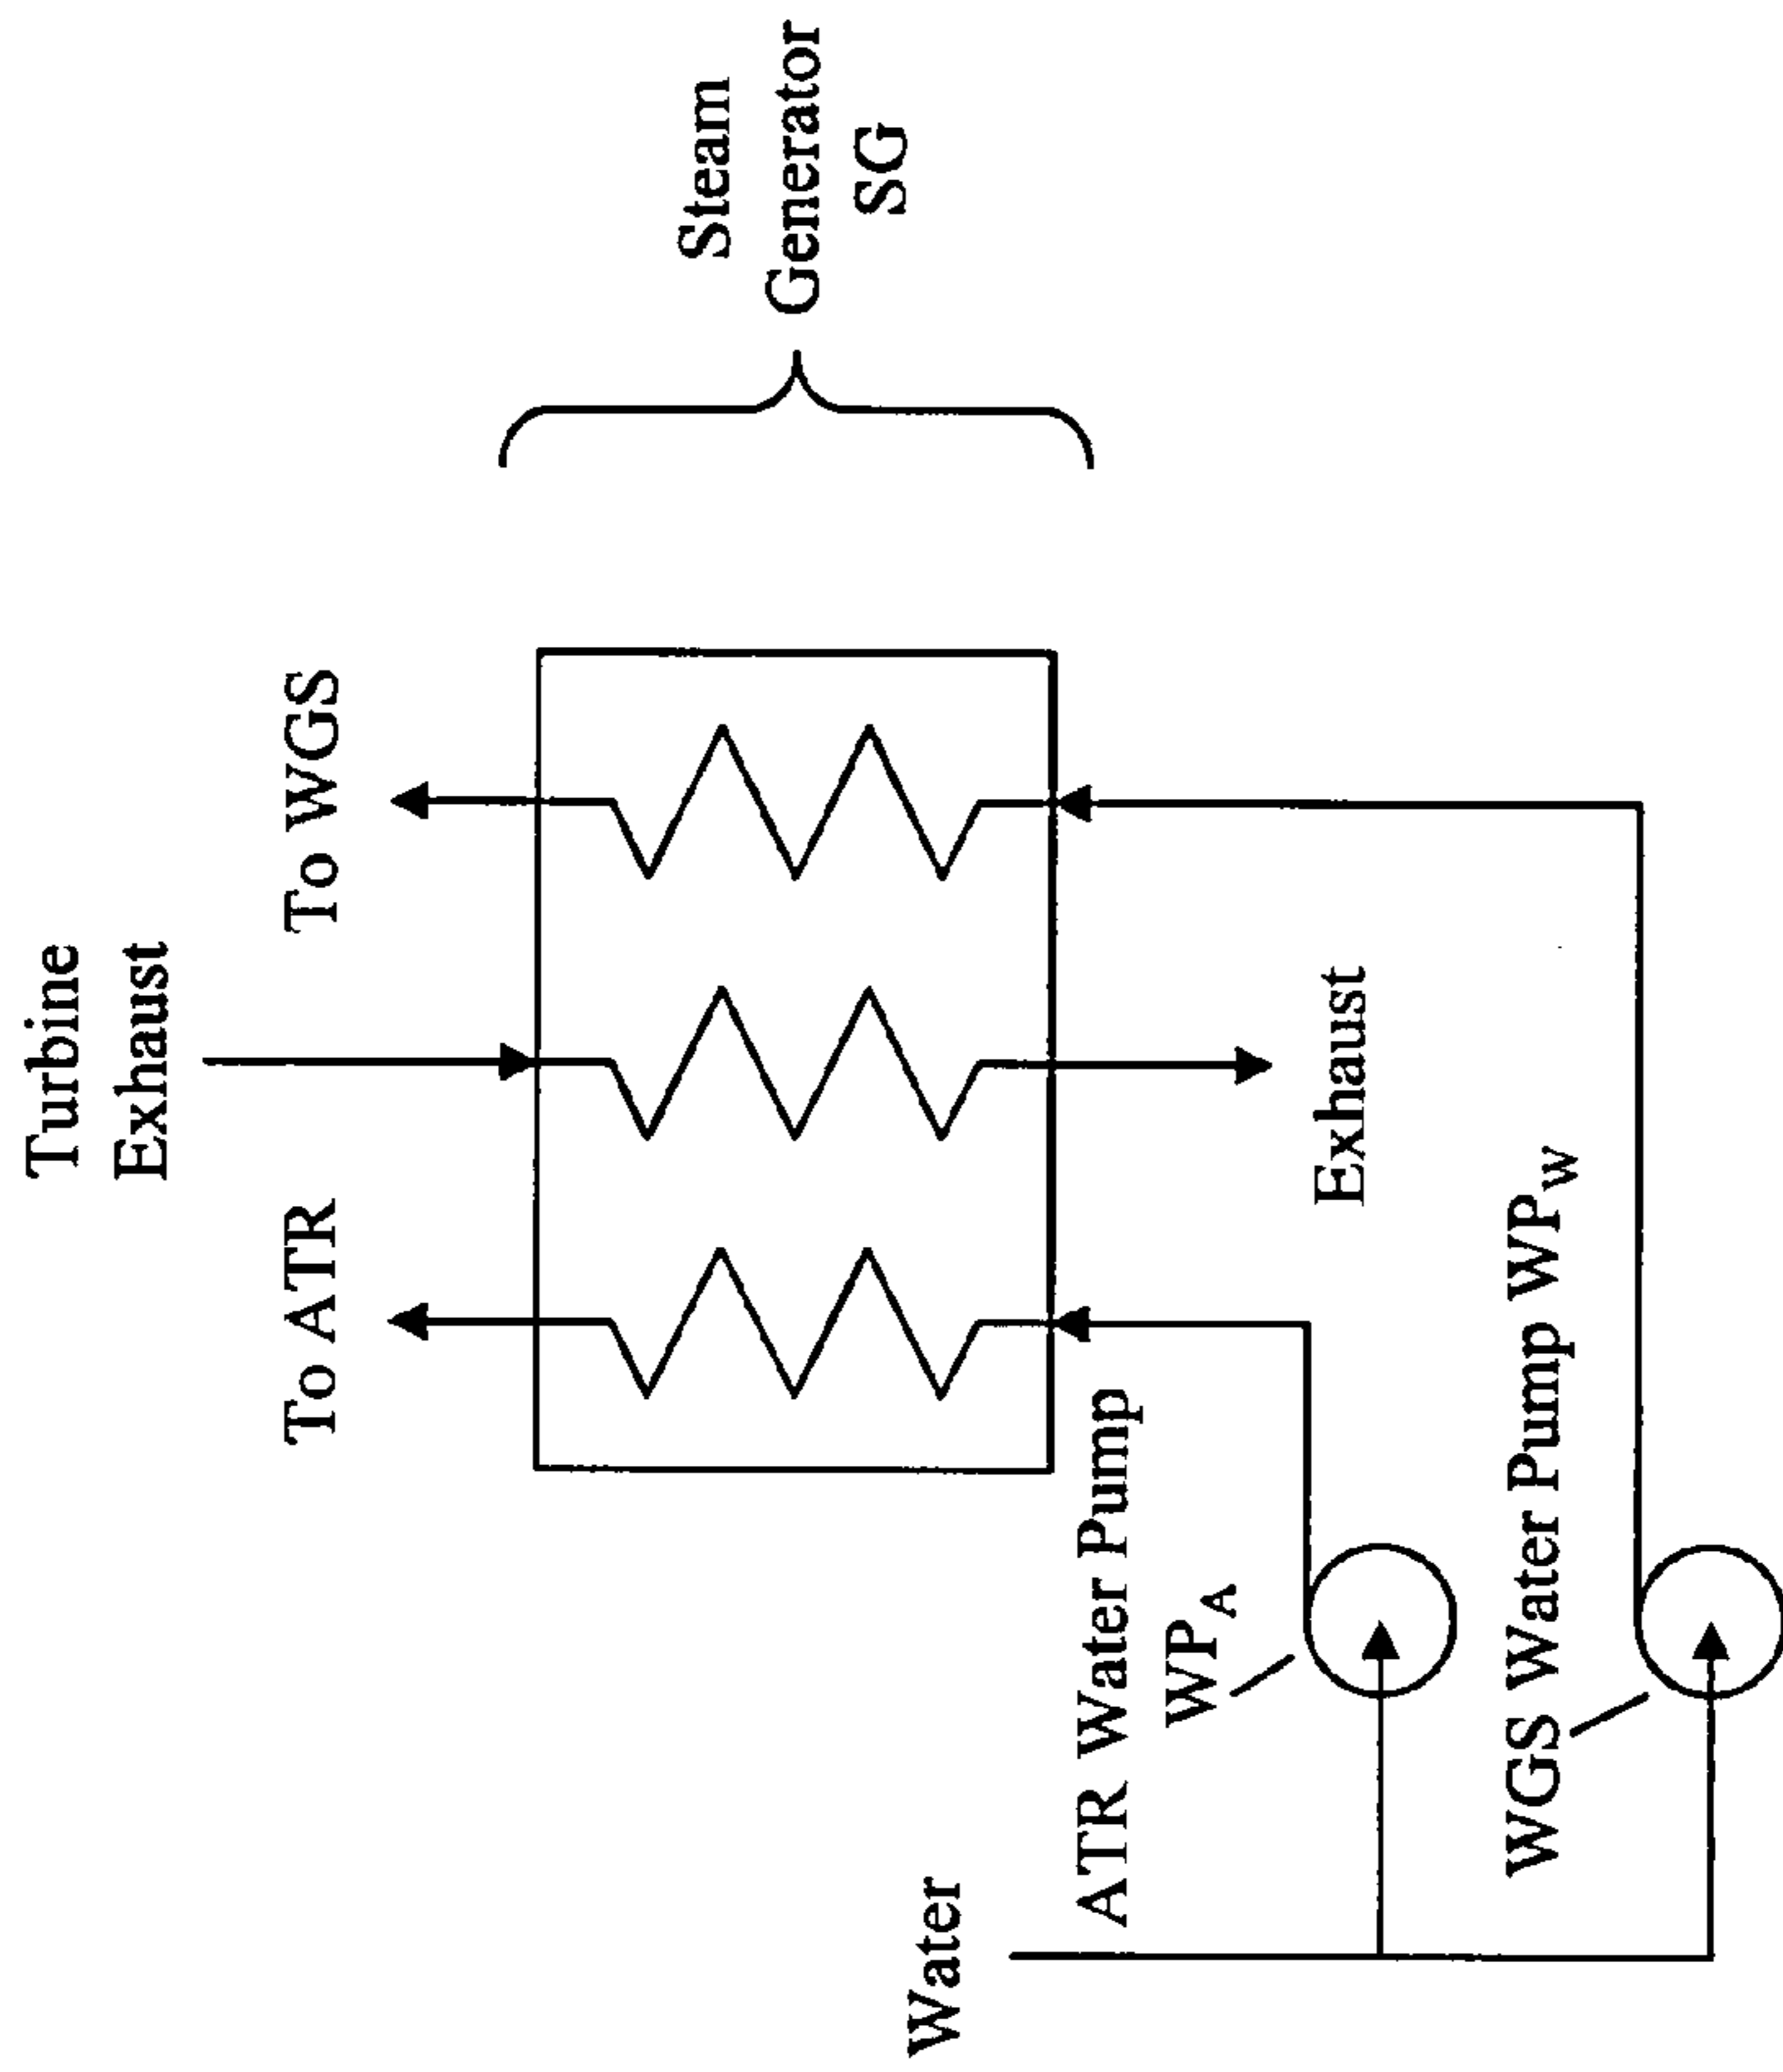 Turbine
Exhaust
To ATR
To WGS
Steam
Generator
SG
Water
ATR Water Pump
WP_A
Exhaust
WGS Water Pump WP_W